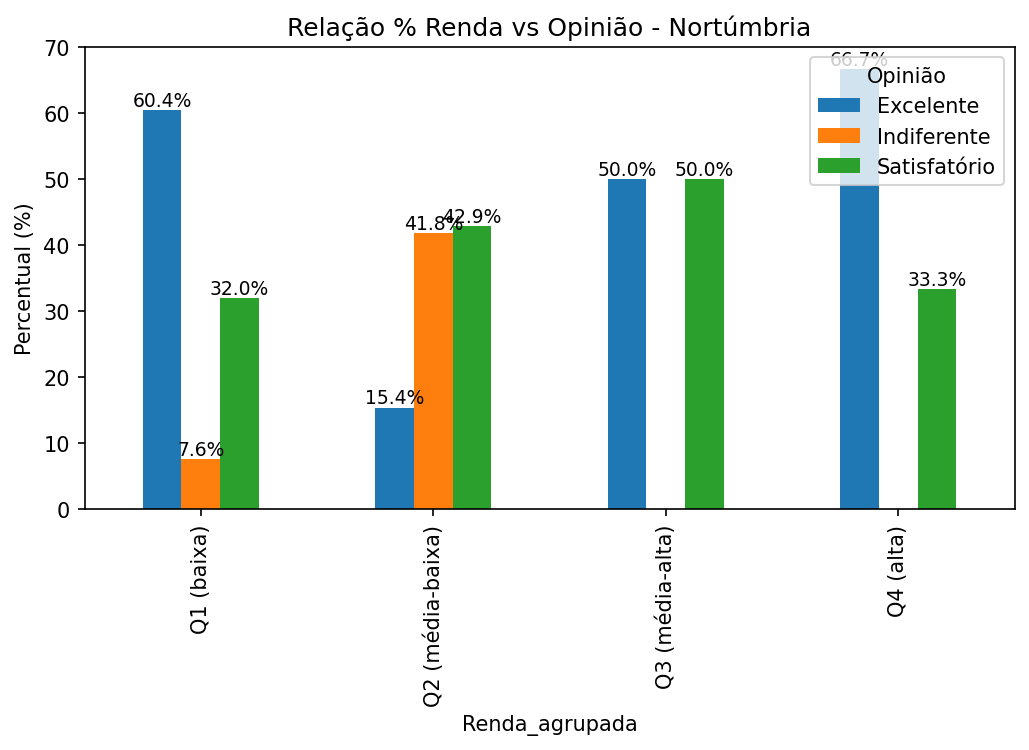 Relação % Renda vs Opinião - Nortúmbria
Percentual (%)
70
60
50
40
30
20
10
0
60.4%
7.6%
32.0%
15.4%
41.8%
42.9%
50.0%
50.0%
66.7%
33.3%
Opinião
Excelente
Indiferente
Satisfatório
Q1 (baixa)
Q2 (média-baixa)
Q3 (média-alta)
Q4 (alta)
Renda_agrupada